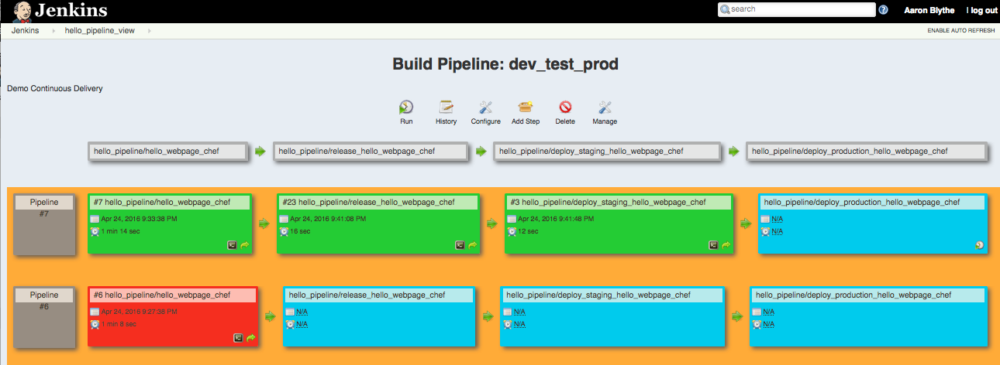 Jenkins
search
Aaron Blythe
| log out
Jenkins
hello_pipeline_view
ENABLE AUTO REFRESH
Build Pipeline: dev_test_prod
Demo Continuous Delivery
Run
History
Configure
Add Step
Delete
Manage
hello_pipeline/hello_webpage_chef
hello_pipeline/release_hello_webpage_chef
hello_pipeline/deploy_staging_hello_webpage_chef
hello_pipeline/deploy_production_hello_webpage_chef
Pipeline
#7
#7 hello_pipeline/hello_webpage_chef
Apr 24, 2016 9:33:38 PM
1 min 14 sec
#23 hello_pipeline/release_hello_webpage_chef
Apr 24, 2016 9:41:08 PM
16 sec
#3 hello_pipeline/deploy_staging_hello_webpage_chef
Apr 24, 2016 9:41:48 PM
12 sec
hello_pipeline/deploy_production_hello_webpage_chef
N/A
N/A
Pipeline
#6
#6 hello_pipeline/hello_webpage_chef
Apr 24, 2016 9:27:38 PM
1 min 8 sec
hello_pipeline/release_hello_webpage_chef
N/A
N/A
hello_pipeline/deploy_staging_hello_webpage_chef
N/A
N/A
hello_pipeline/deploy_production_hello_webpage_chef
N/A
N/A